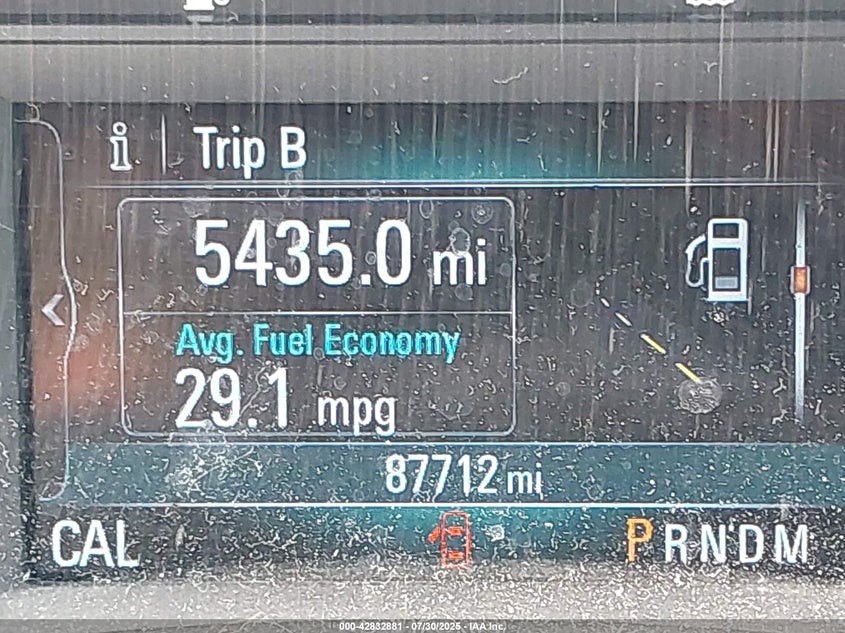 i Trip B
5435.0 mi
Avg. Fuel Economy
29.1 mpg
87712 mi
CAL
P R N D M
000-42832881 - 07/30/2025 - IAA Inc.